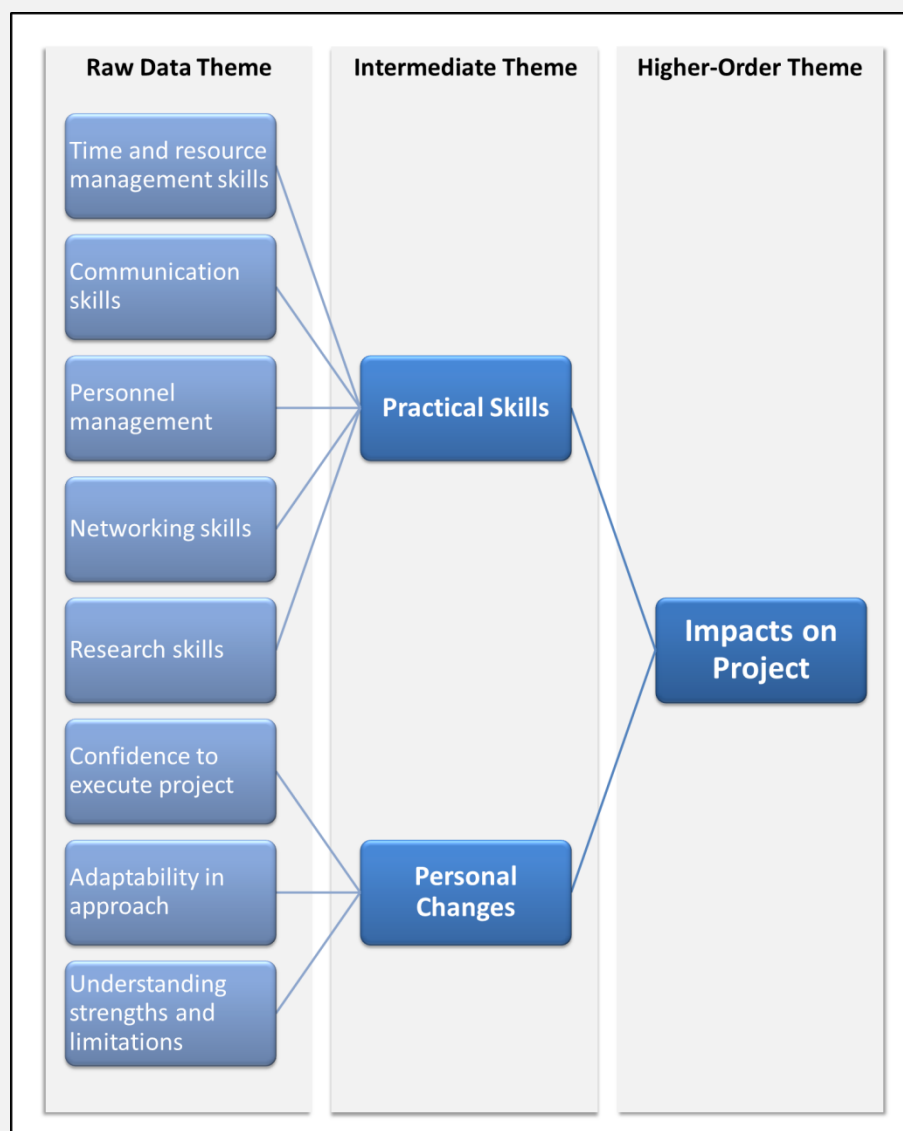 Raw Data Theme
Intermediate Theme
Higher-Order Theme
Time and resource
management skills
Communication
skills
Personnel
management
Networking skills
Research skills
Confidence to
execute project
Adaptability in
approach
Understanding
strengths and
limitations
Practical Skills
Personal
Changes
Impacts on
Project